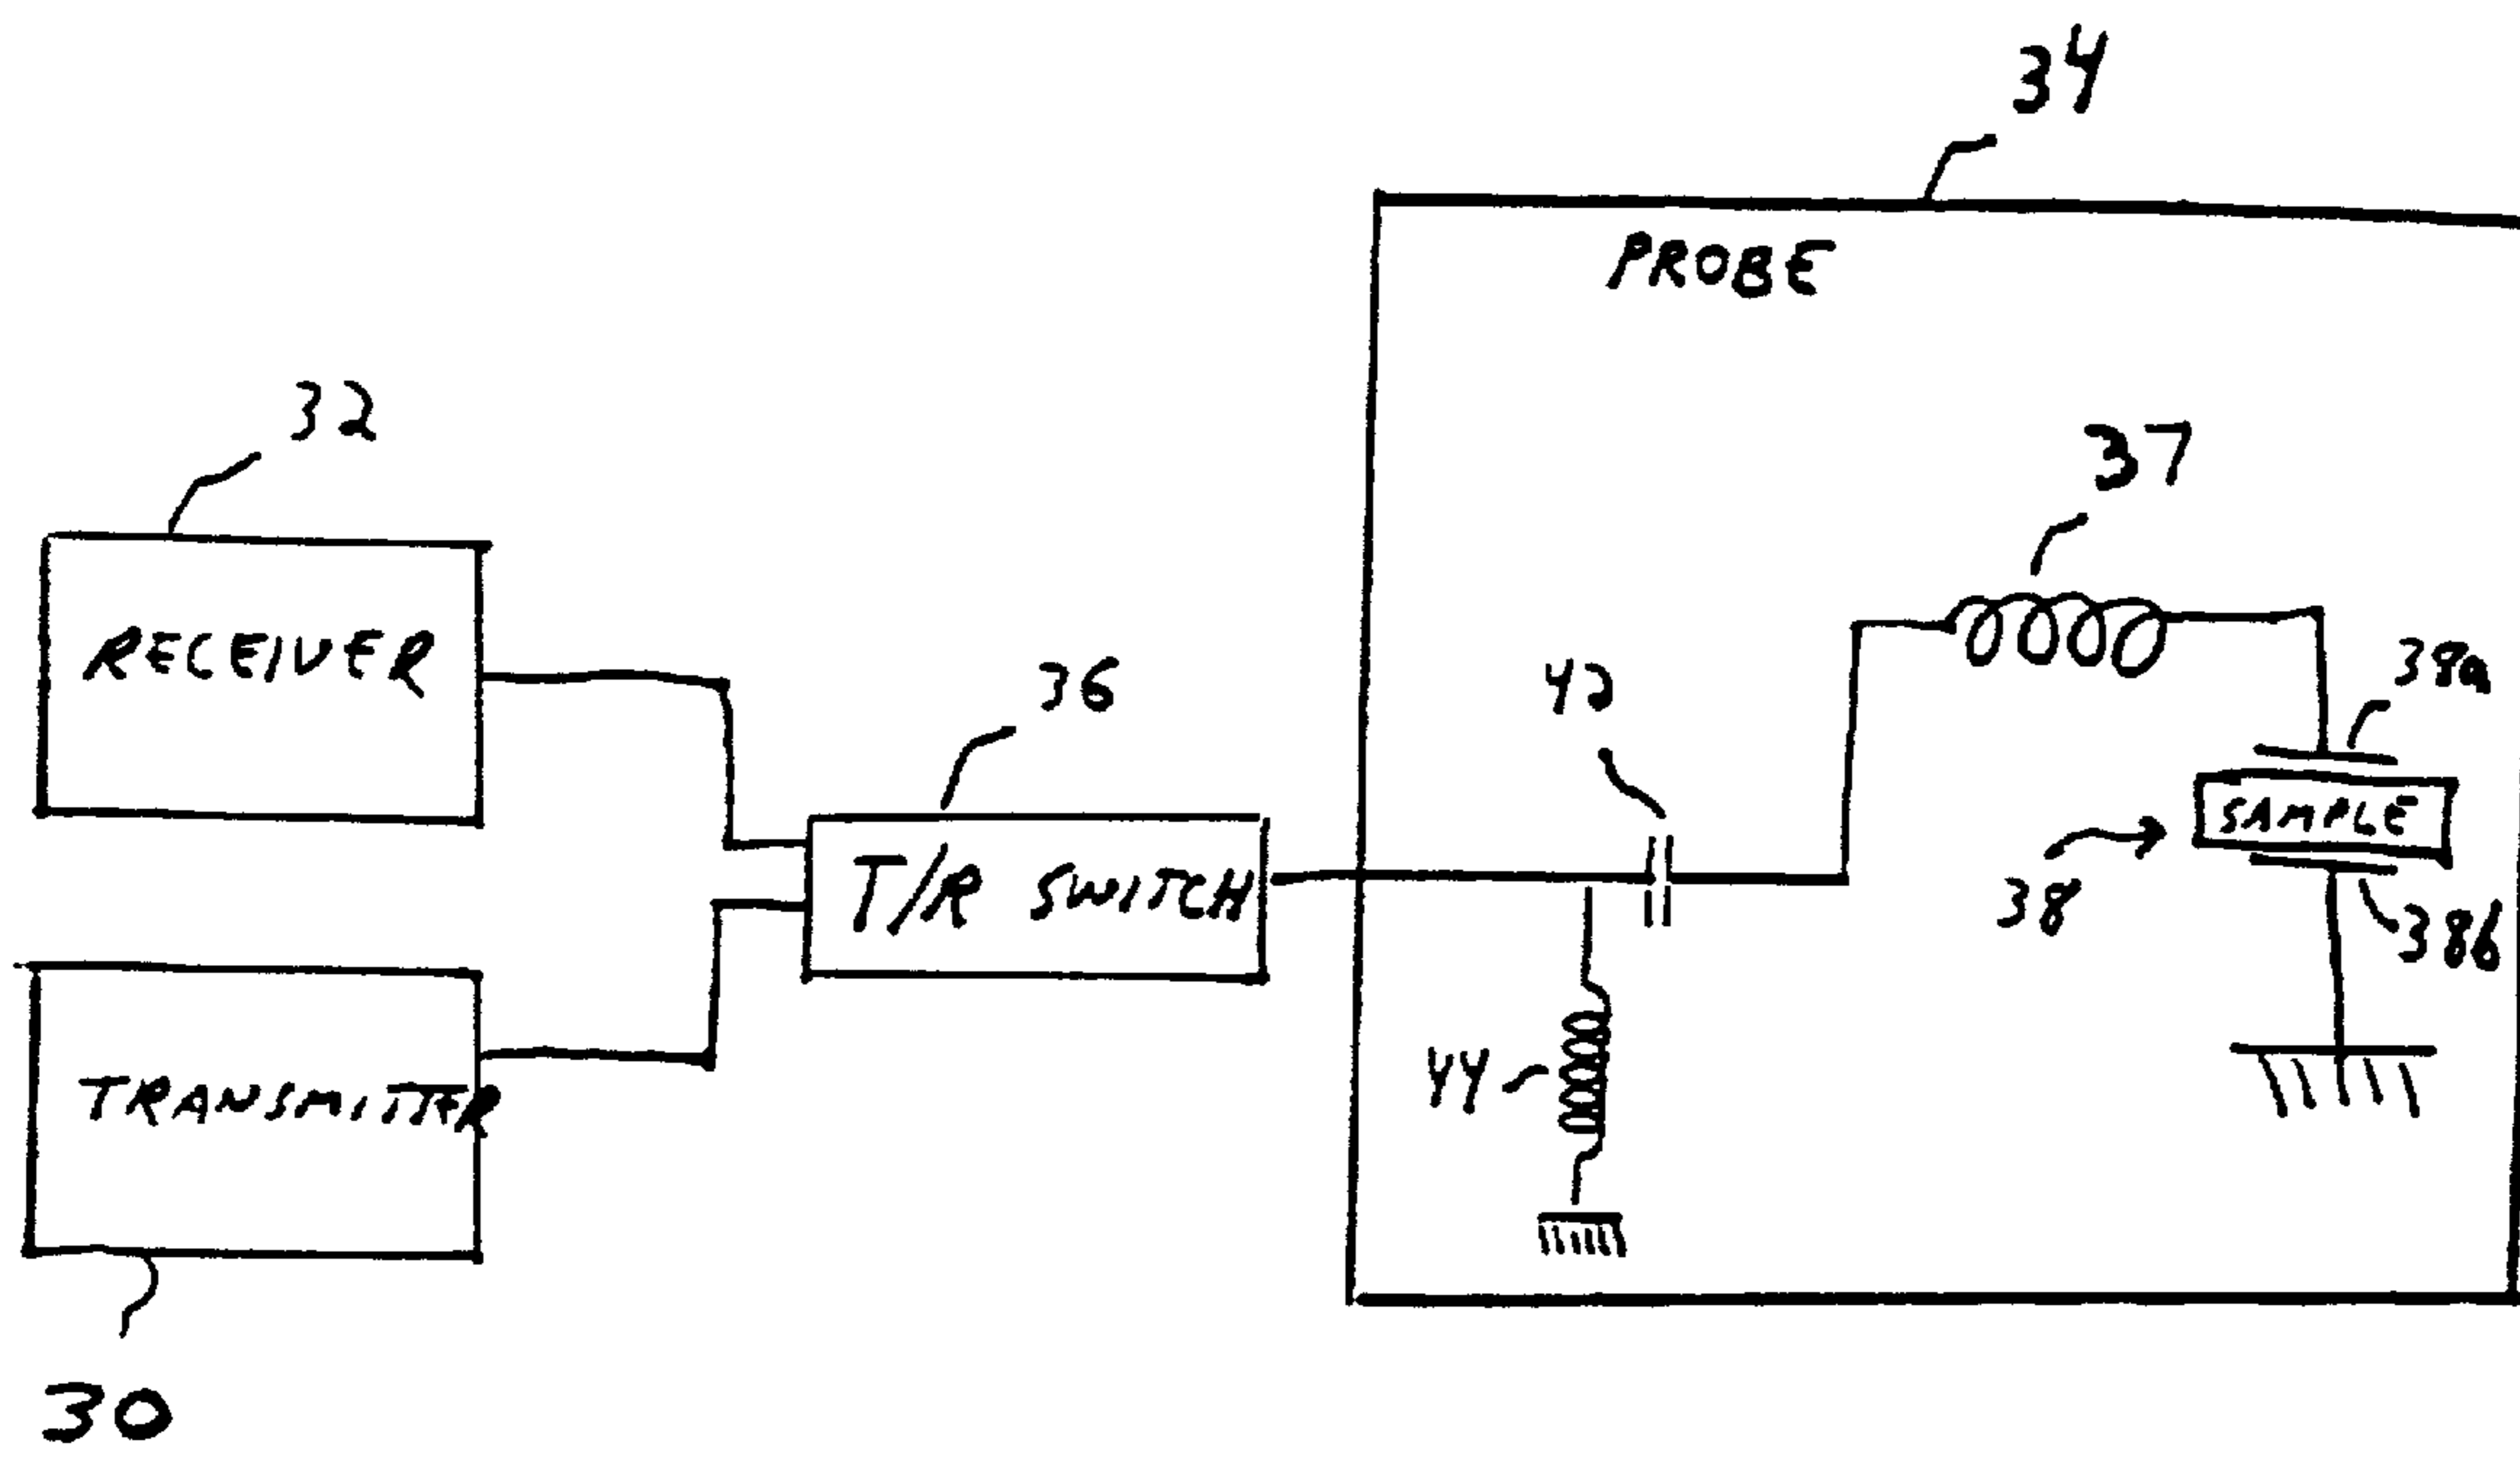 34
PROBE
32
37
RECEIVER
36
42
38a
SAMPLE
T/R SWITCH
38
38b
44
TRANSMITTER
30